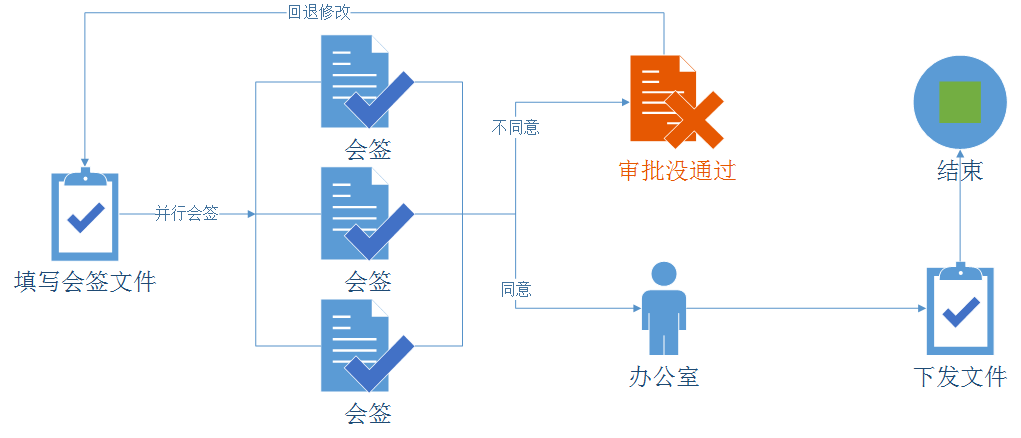 回退修改
会签
不同意
审批没通过
结束
并行会签
填写会签文件
会签
同意
办公室
下发文件
会签